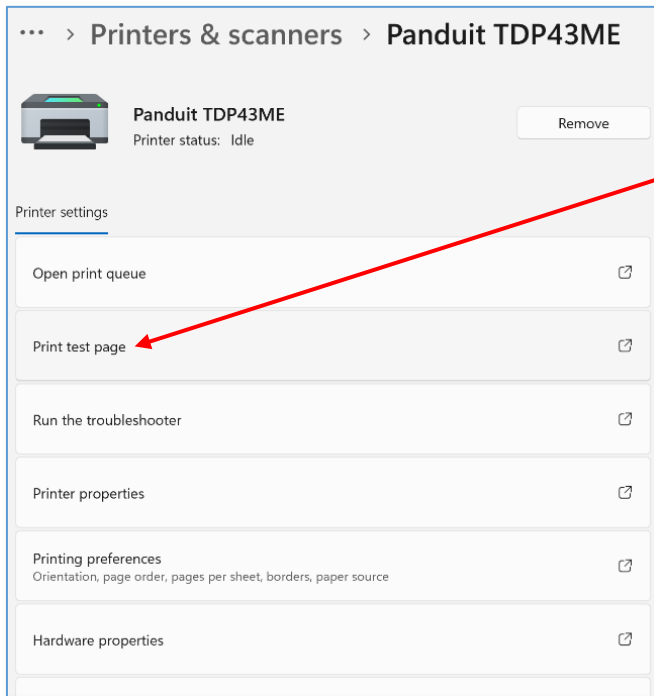 ··· > Printers & scanners > Panduit TDP43ME
Panduit TDP43ME
Printer status: Idle
Remove
Printer settings
Open print queue
Print test page
Run the troubleshooter
Printer properties
Printing preferences
Orientation, page order, pages per sheet, borders, paper source
Hardware properties